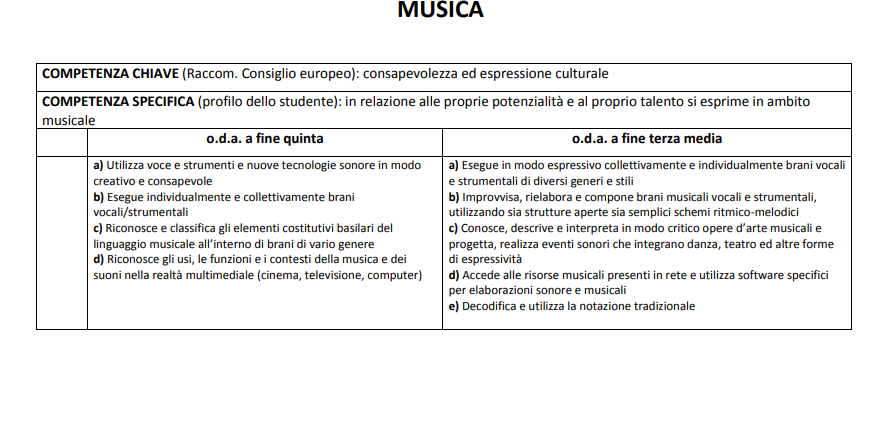 MUSICA
COMPETENZA CHIAVE (Raccom. Consiglio europeo): consapevolezza ed espressione culturale
COMPETENZA SPECIFICA (profilo dello studente): in relazione alle proprie potenzialità e al proprio talento si esprime in ambito
musicale
o.d.a. a fine quinta
a) Utilizza voce e strumenti e nuove tecnologie sonore in modo
creativo e consapevole
b) Esegue individualmente e collettivamente brani
vocali/strumentali
c) Riconosce e classifica gli elementi costitutivi basilari del
linguaggio musicale all’interno di brani di vario genere
d) Riconosce gli usi, le funzioni e i contesti della musica e dei
suoni nella realtà multimediale (cinema, televisione, computer)
o.d.a. a fine terza media
a) Esegue in modo espressivo collettivamente e individualmente brani vocali
e strumentali di diversi generi e stili
b) Improvvisa, rielabora e compone brani musicali vocali e strumentali,
utilizzando sia strutture aperte sia semplici schemi ritmico-melodici
c) Conosce, descrive e interpreta in modo critico opere d’arte musicali e
progetta, realizza eventi sonori che integrano danza, teatro ed altre forme
di espressività
d) Accede alle risorse musicali presenti in rete e utilizza software specifici
per elaborazioni sonore e musicali
e) Decodifica e utilizza la notazione tradizionale